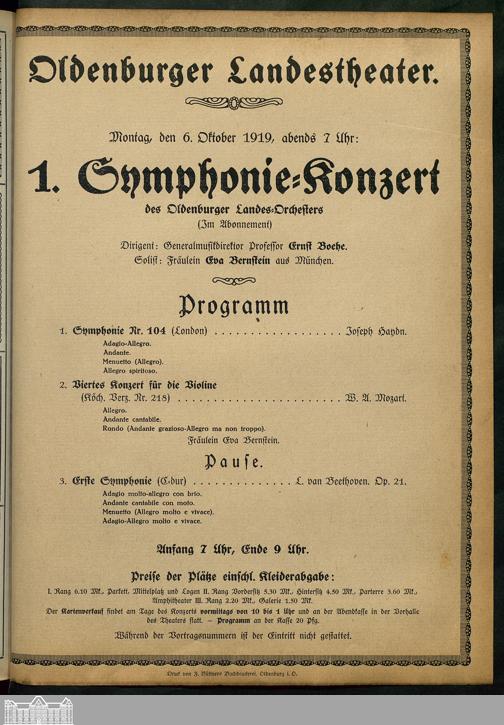 Oldenburger Landestheater.
Montag, den 6. Oktober 1919, abends 7 Uhr:
1. Symphonie-Konzert
des Oldenburger Landes-Orchesters
(Im Abonnement)
Dirigent: Generalmusikdirektor Professor Ernst Boehe.
Solist: Fräulein Eva Bernstein aus München.
Programm
1. Symphonie Nr. 104 (London) . . . . . . . . . . . . . . . . . . Joseph Haydn.
Adagio-Allegro.
Andante.
Menuetto (Allegro).
Allegro spiritoso.
2. Viertes Konzert für die Violine
(Köch. Verz. Nr. 218) . . . . . . . . . . . . . . . . . . . . . . . W. A. Mozart.
Allegro.
Andante cantabile.
Rondo (Andante grazioso-Allegro ma non troppo).
Fräulein Eva Bernstein.
Pause.
3. Erste Symphonie (C-dur) . . . . . . . . . . . . . . L. van Beethoven. Op. 21.
Adagio molto-allegro con brio.
Andante cantabile con moto.
Menuetto (Allegro molto e vivace).
Adagio-Allegro molto e vivace.
Anfang 7 Uhr, Ende 9 Uhr.
Preise der Plätze einschl. Kleiderabgabe:
I. Rang 6.10 Mk., Parkett, Mittelplatz und Logen II. Rang Vordersitz 5.30 Mk., Hintersitz 4.50 Mk., Parterre 3.60 Mk.,
Amphitheater III. Rang 2.20 Mk., Galerie 1.50 Mk.
Der Kartenverkauf findet am Tage des Konzerts vormittags von 10 bis 1 Uhr und an der Abendkasse in der Vorhalle
des Theaters statt. — Programm an der Kasse 20 Pfg.
Während der Vortragsnummern ist der Eintritt nicht gestattet.
Druck von F. Büttners Buchdruckerei, Oldenburg i. O.